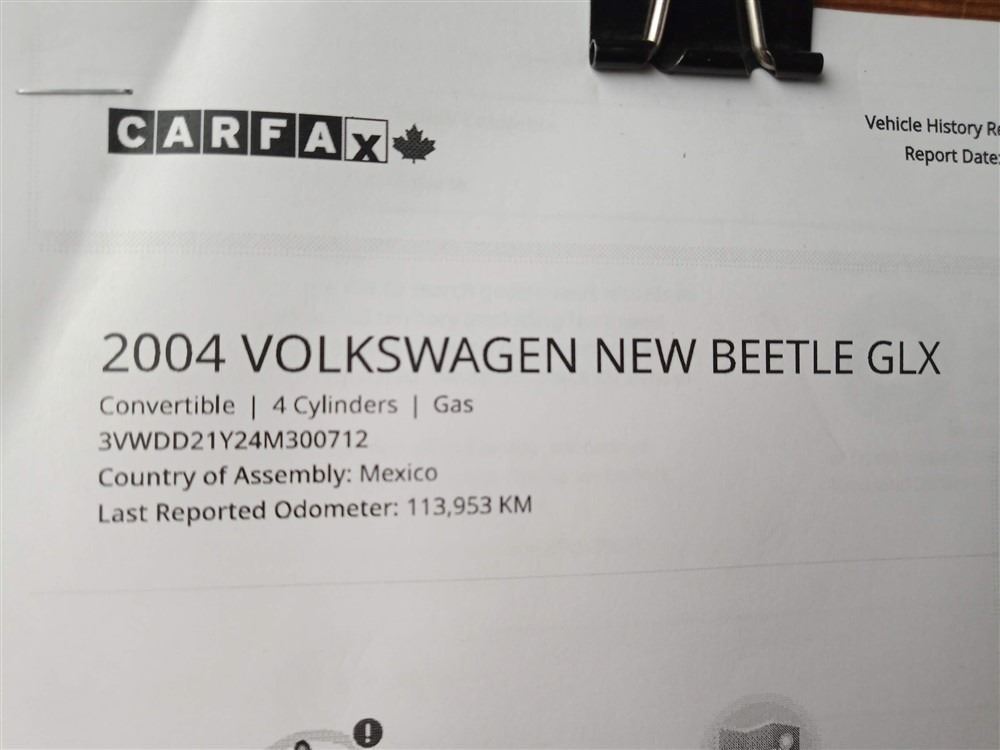 CARFAX
Vehicle History
Report Date:
2004 VOLKSWAGEN NEW BEETLE GLX
Convertible | 4 Cylinders | Gas
3VWDD21Y24M300712
Country of Assembly: Mexico
Last Reported Odometer: 113,953 KM